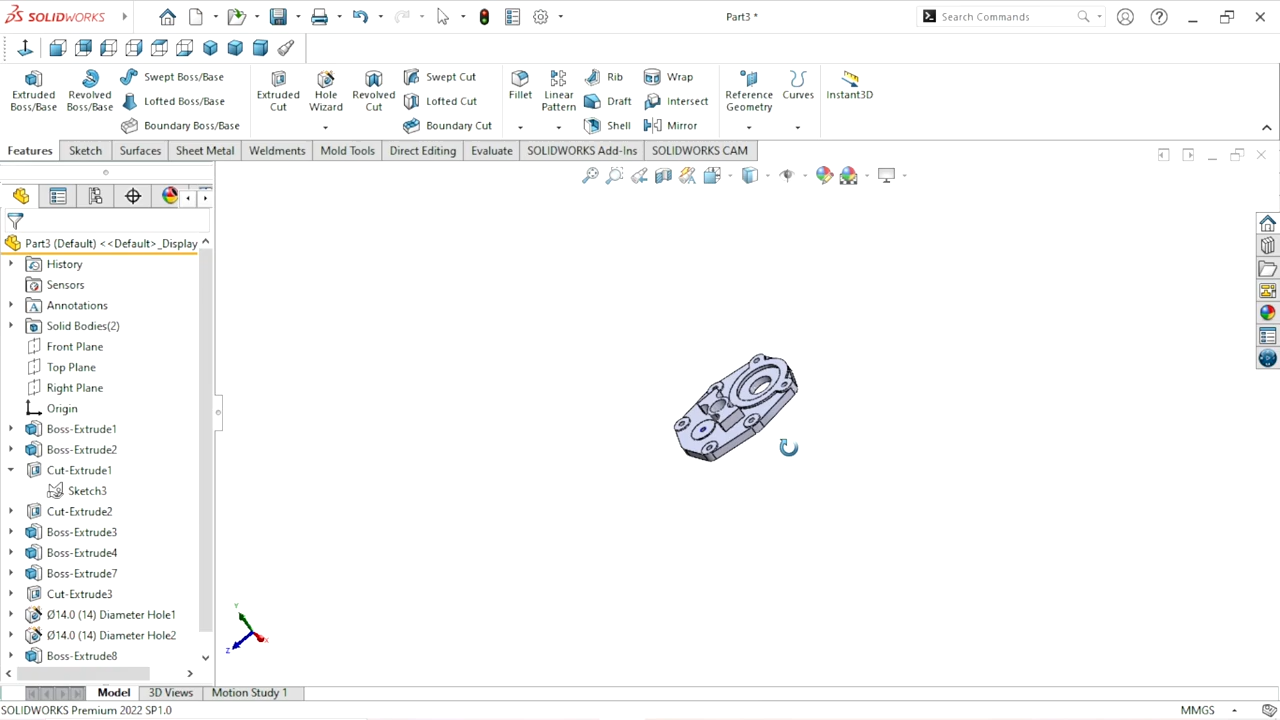 SOLIDWORKS
Part3 *
Search Commands
Extruded Boss/Base
Revolved Boss/Base
Swept Boss/Base
Lofted Boss/Base
Boundary Boss/Base
Extruded Cut
Hole Wizard
Revolved Cut
Swept Cut
Lofted Cut
Boundary Cut
Fillet
Linear Pattern
Rib
Draft
Shell
Wrap
Intersect
Mirror
Reference Geometry
Curves
Instant3D
Features
Sketch
Surfaces
Sheet Metal
Weldments
Mold Tools
Direct Editing
Evaluate
SOLIDWORKS Add-Ins
SOLIDWORKS CAM
Part3 (Default) <<Default>_Display
History
Sensors
Annotations
Solid Bodies(2)
Front Plane
Top Plane
Right Plane
Origin
Boss-Extrude1
Boss-Extrude2
Cut-Extrude1
Sketch3
Cut-Extrude2
Boss-Extrude3
Boss-Extrude4
Boss-Extrude7
Cut-Extrude3
Ø14.0 (14) Diameter Hole1
Ø14.0 (14) Diameter Hole2
Boss-Extrude8
Y
X
Z
Model
3D Views
Motion Study 1
SOLIDWORKS Premium 2022 SP1.0
MMGS